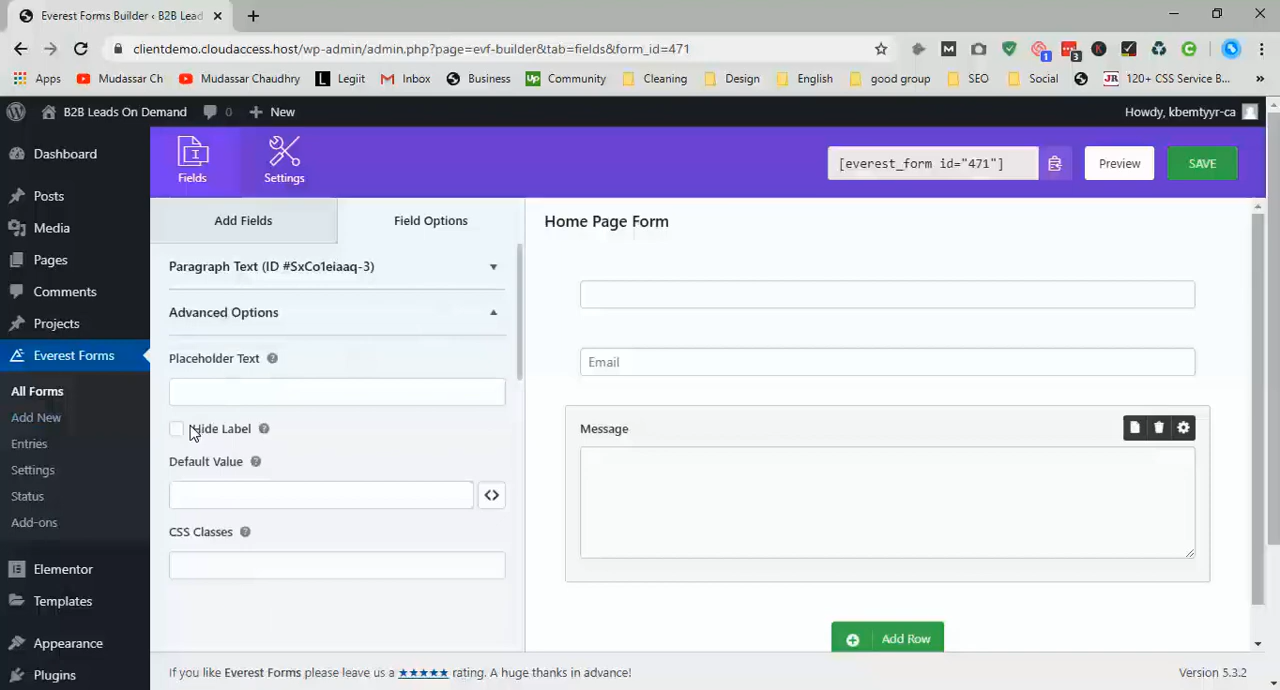 Everest Forms Builder ‹ B2B Lead
clientdemo.cloudaccess.host/wp-admin/admin.php?page=evf-builder&tab=fields&form_id=471
M
1
3
K
C
Apps
Mudassar Ch
Mudassar Chaudhry
Legiit
Inbox
Business
Up
Community
Cleaning
Design
English
good group
SEO
Social
JR
120+ CSS Service B...
»
B2B Leads On Demand
0
New
Howdy, kbemtyyr-ca
Dashboard
Posts
Media
Pages
Comments
Projects
Everest Forms
All Forms
Add New
Entries
Settings
Status
Add-ons
Elementor
Templates
Appearance
Plugins
Fields
Settings
[everest_form id="471"]
Preview
SAVE
Add Fields
Field Options
Paragraph Text (ID #SxCo1eiaaq-3)
Advanced Options
Placeholder Text
Hide Label
Default Value
<>
CSS Classes
Home Page Form
Email
Message
Add Row
If you like Everest Forms please leave us a ★★★★★ rating. A huge thanks in advance!
Version 5.3.2